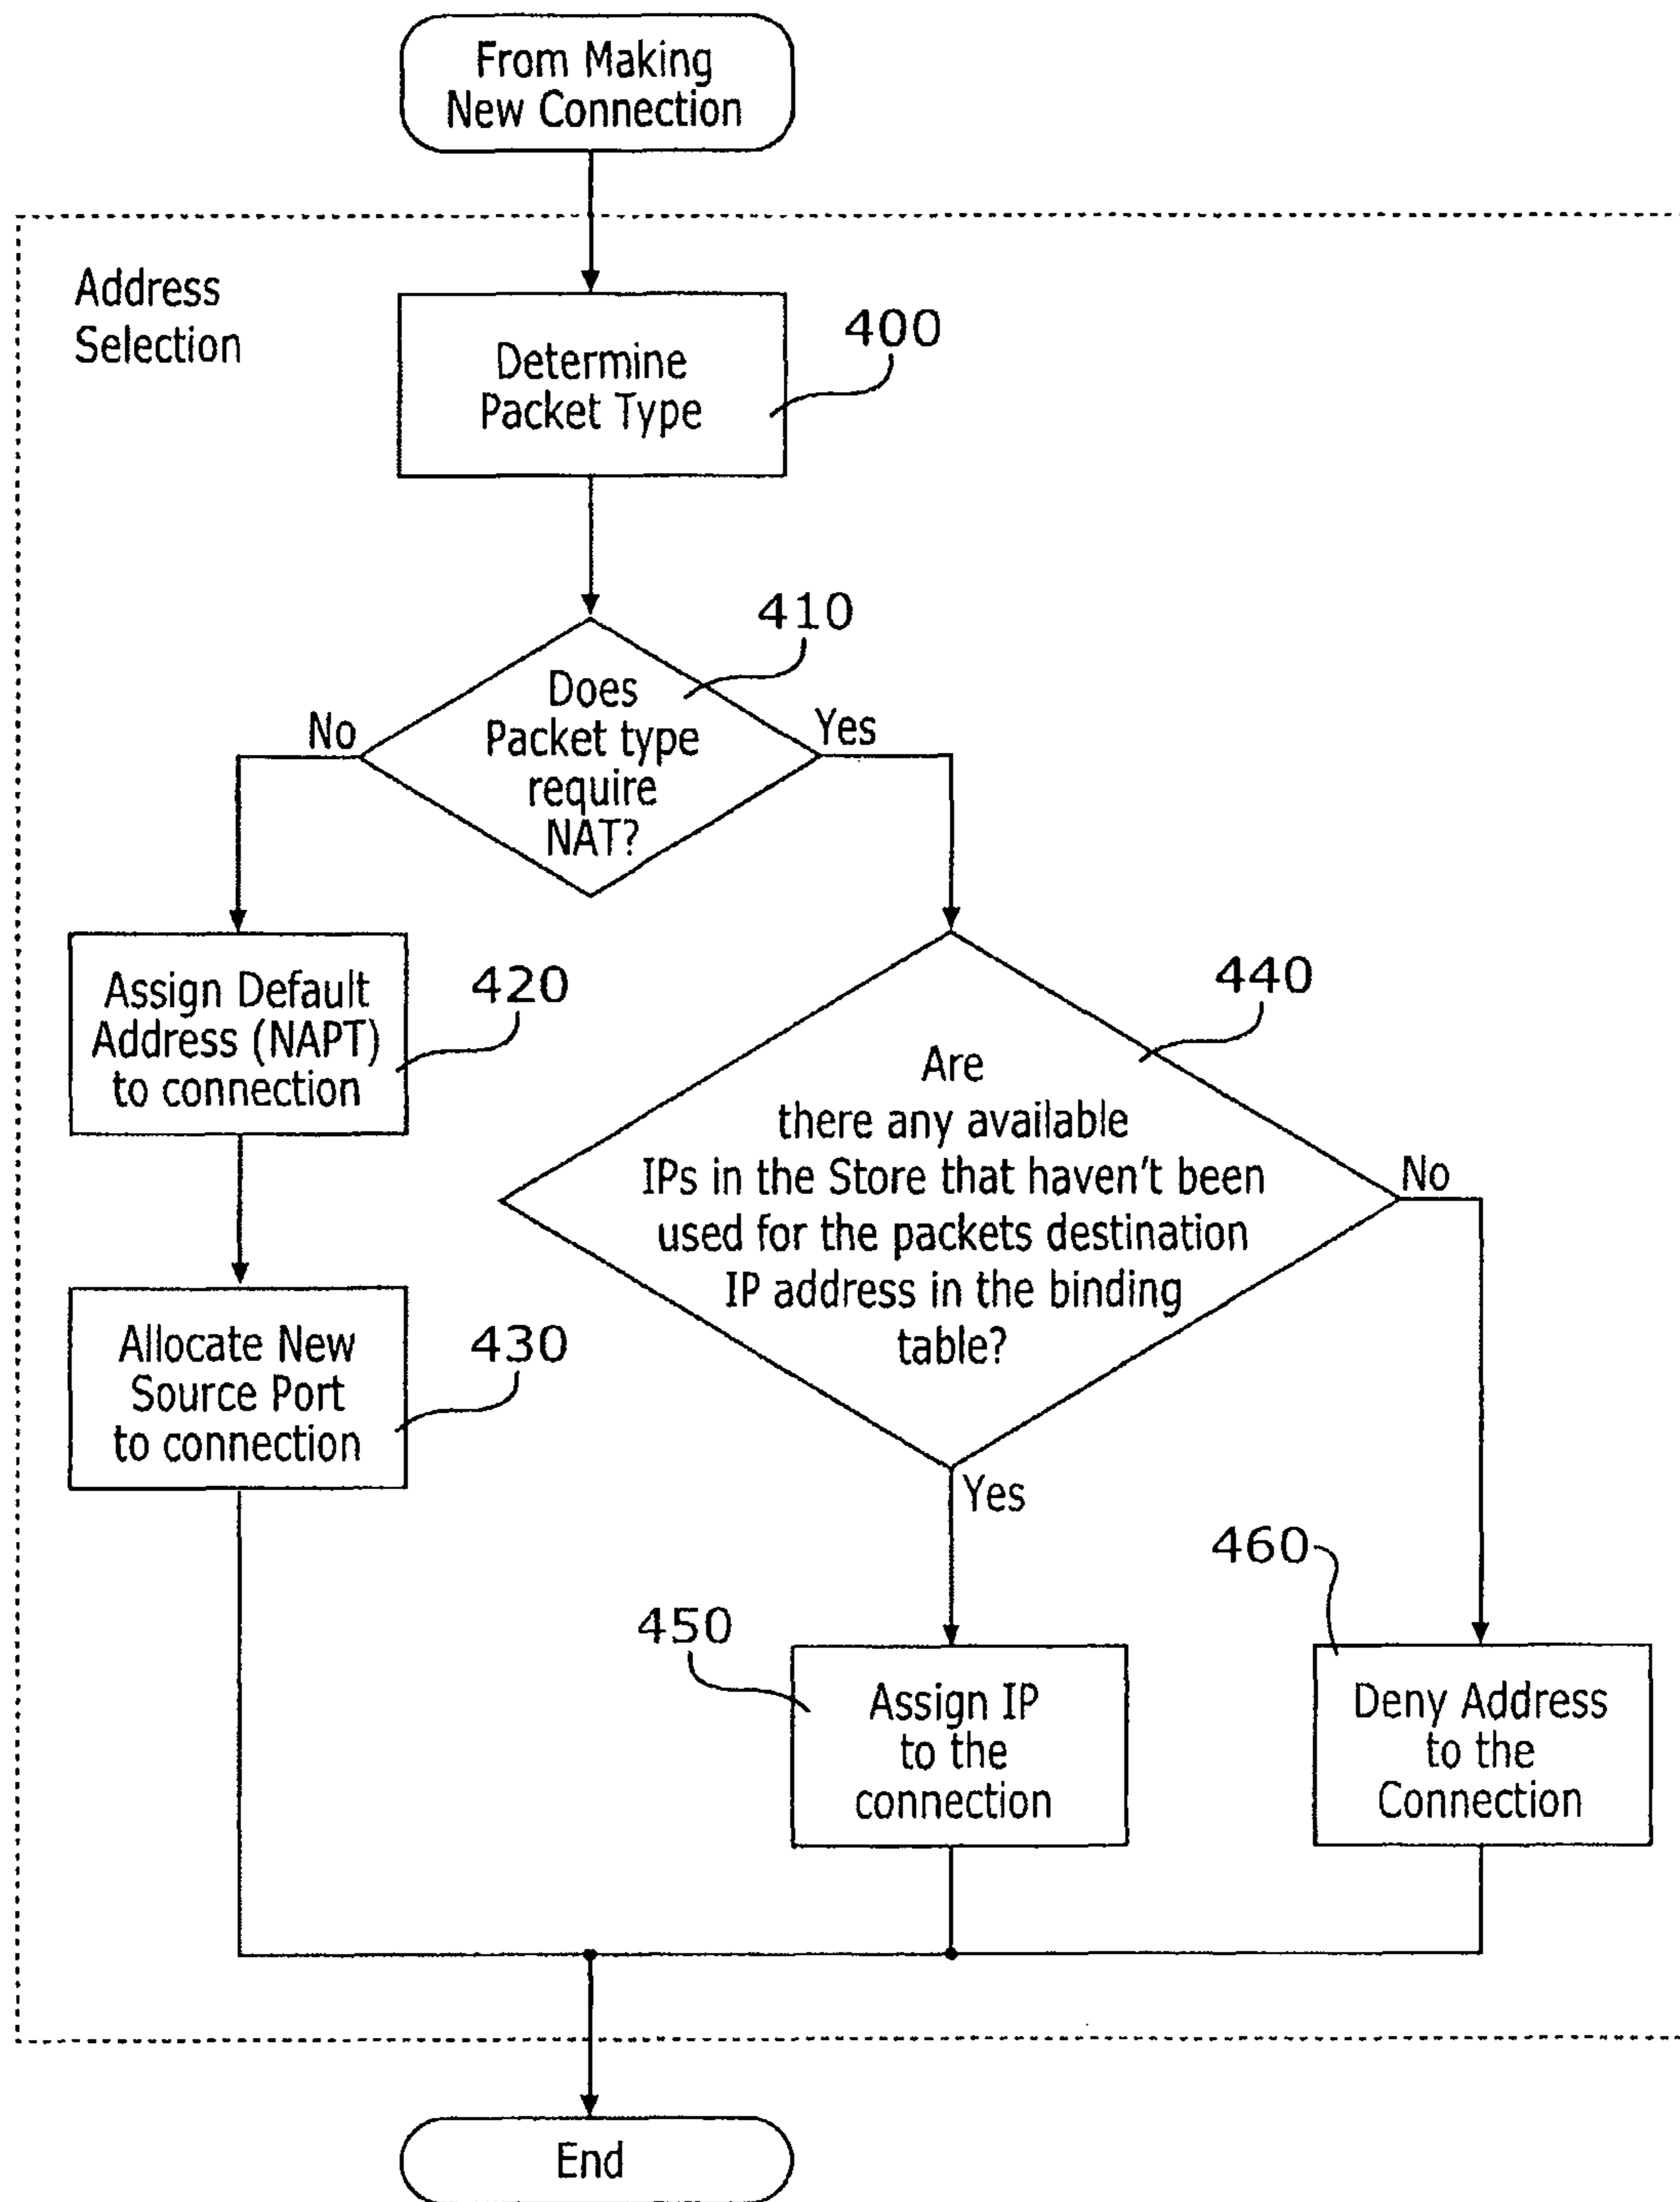 From Making
New Connection
Address
Selection
Determine
Packet Type
400
410
Does
Packet type
require
NAT?
No
Yes
Assign Default
Address (NAPT)
to connection
420
440
Are
there any available
IPs in the Store that haven't been
used for the packets destination
IP address in the binding
table?
No
Yes
Allocate New
Source Port
to connection
430
450
Assign IP
to the
connection
460
Deny Address
to the
Connection
End